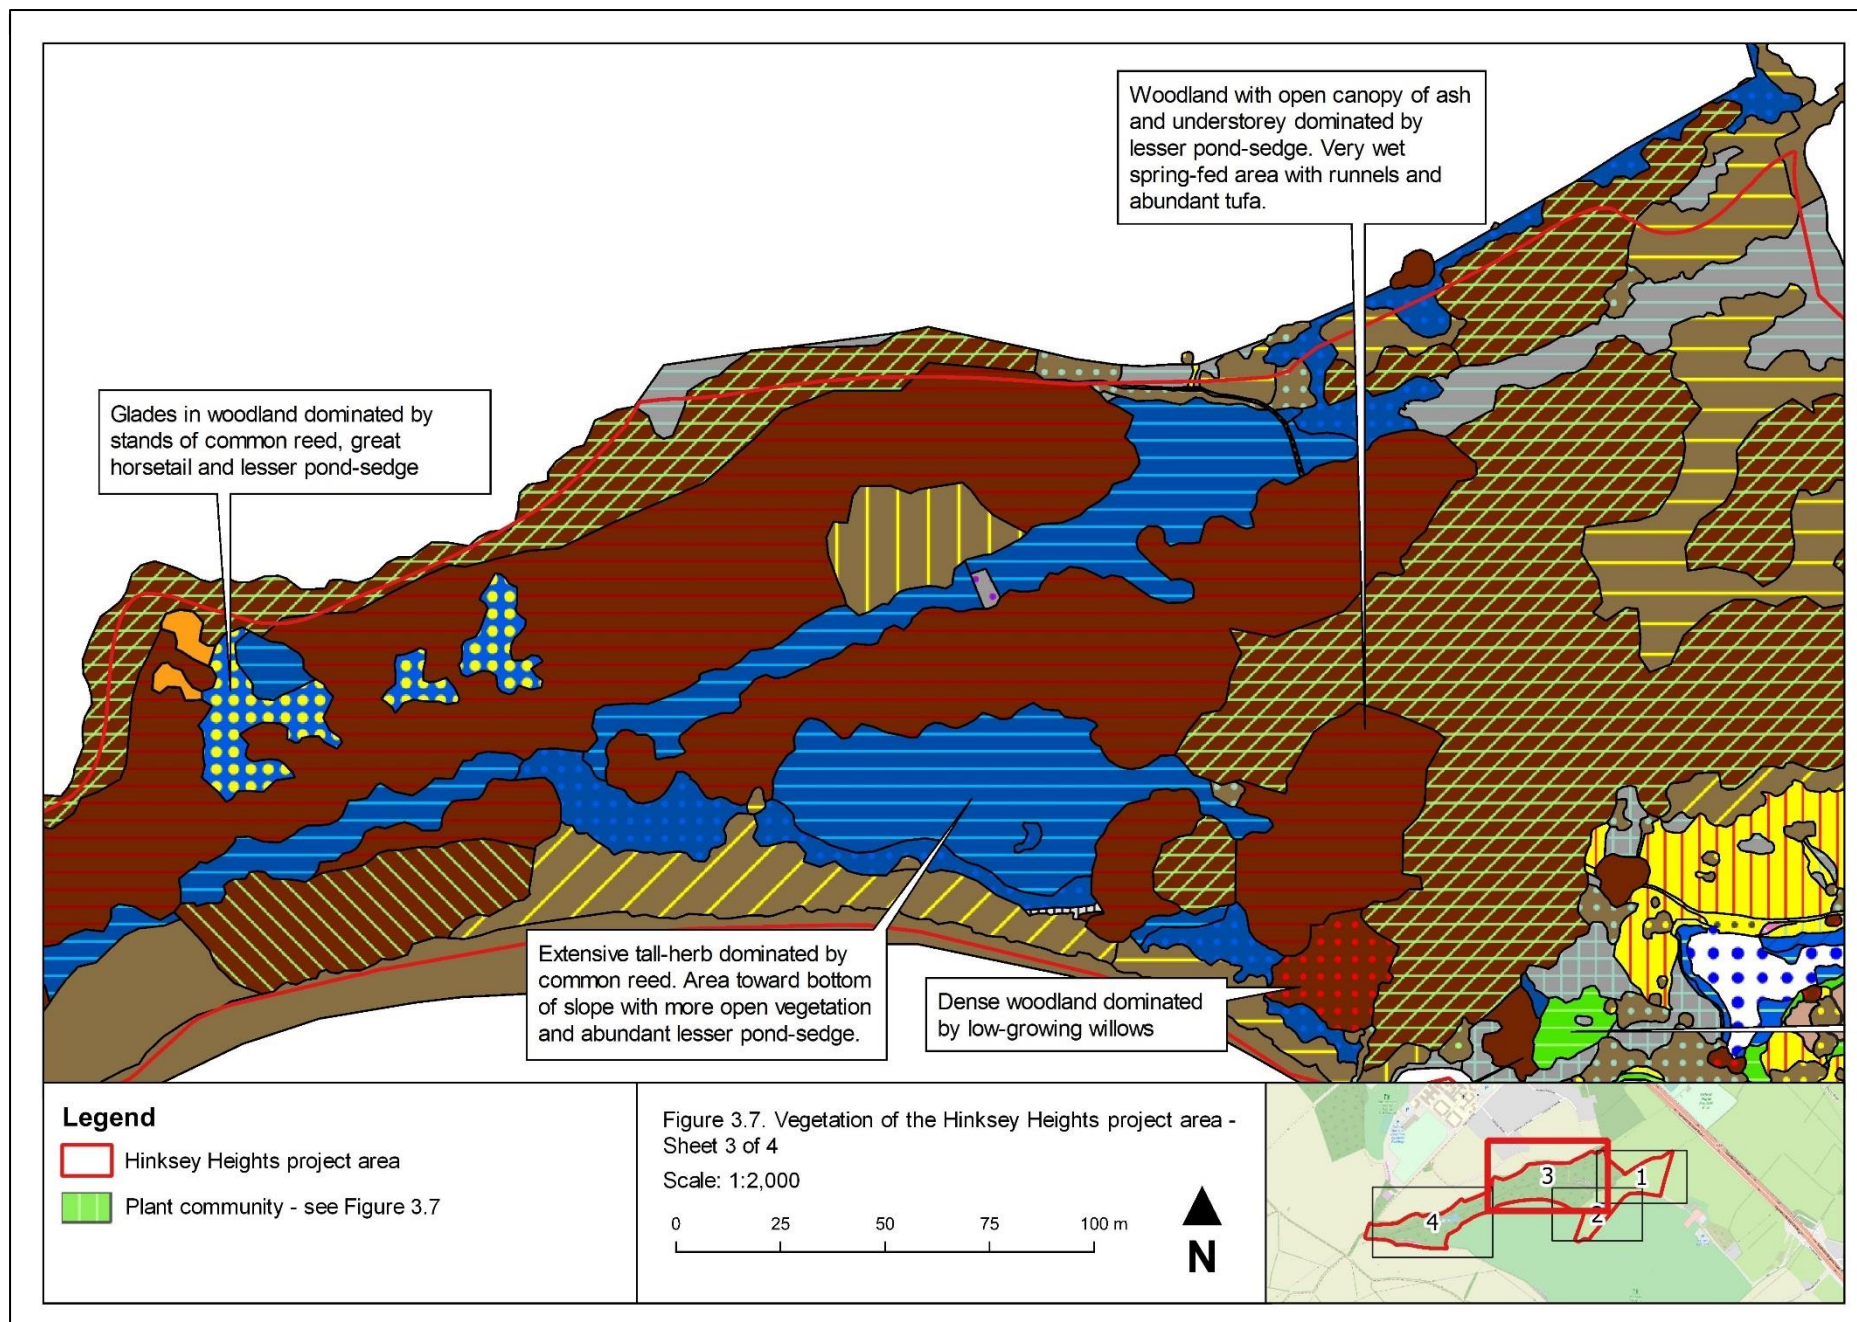 Woodland with open canopy of ash
and understorey dominated by
lesser pond-sedge. Very wet
spring-fed area with runnels and
abundant tufa.
Glades in woodland dominated by
stands of common reed, great
horsetail and lesser pond-sedge
Extensive tall-herb dominated by
common reed. Area toward bottom
of slope with more open vegetation
and abundant lesser pond-sedge.
Dense woodland dominated
by low-growing willows
Legend
Hinksey Heights project area
Plant community - see Figure 3.7
Figure 3.7. Vegetation of the Hinksey Heights project area -
Sheet 3 of 4
Scale: 1:2,000
0 25 50 75 100 m
N
3
1
2
4